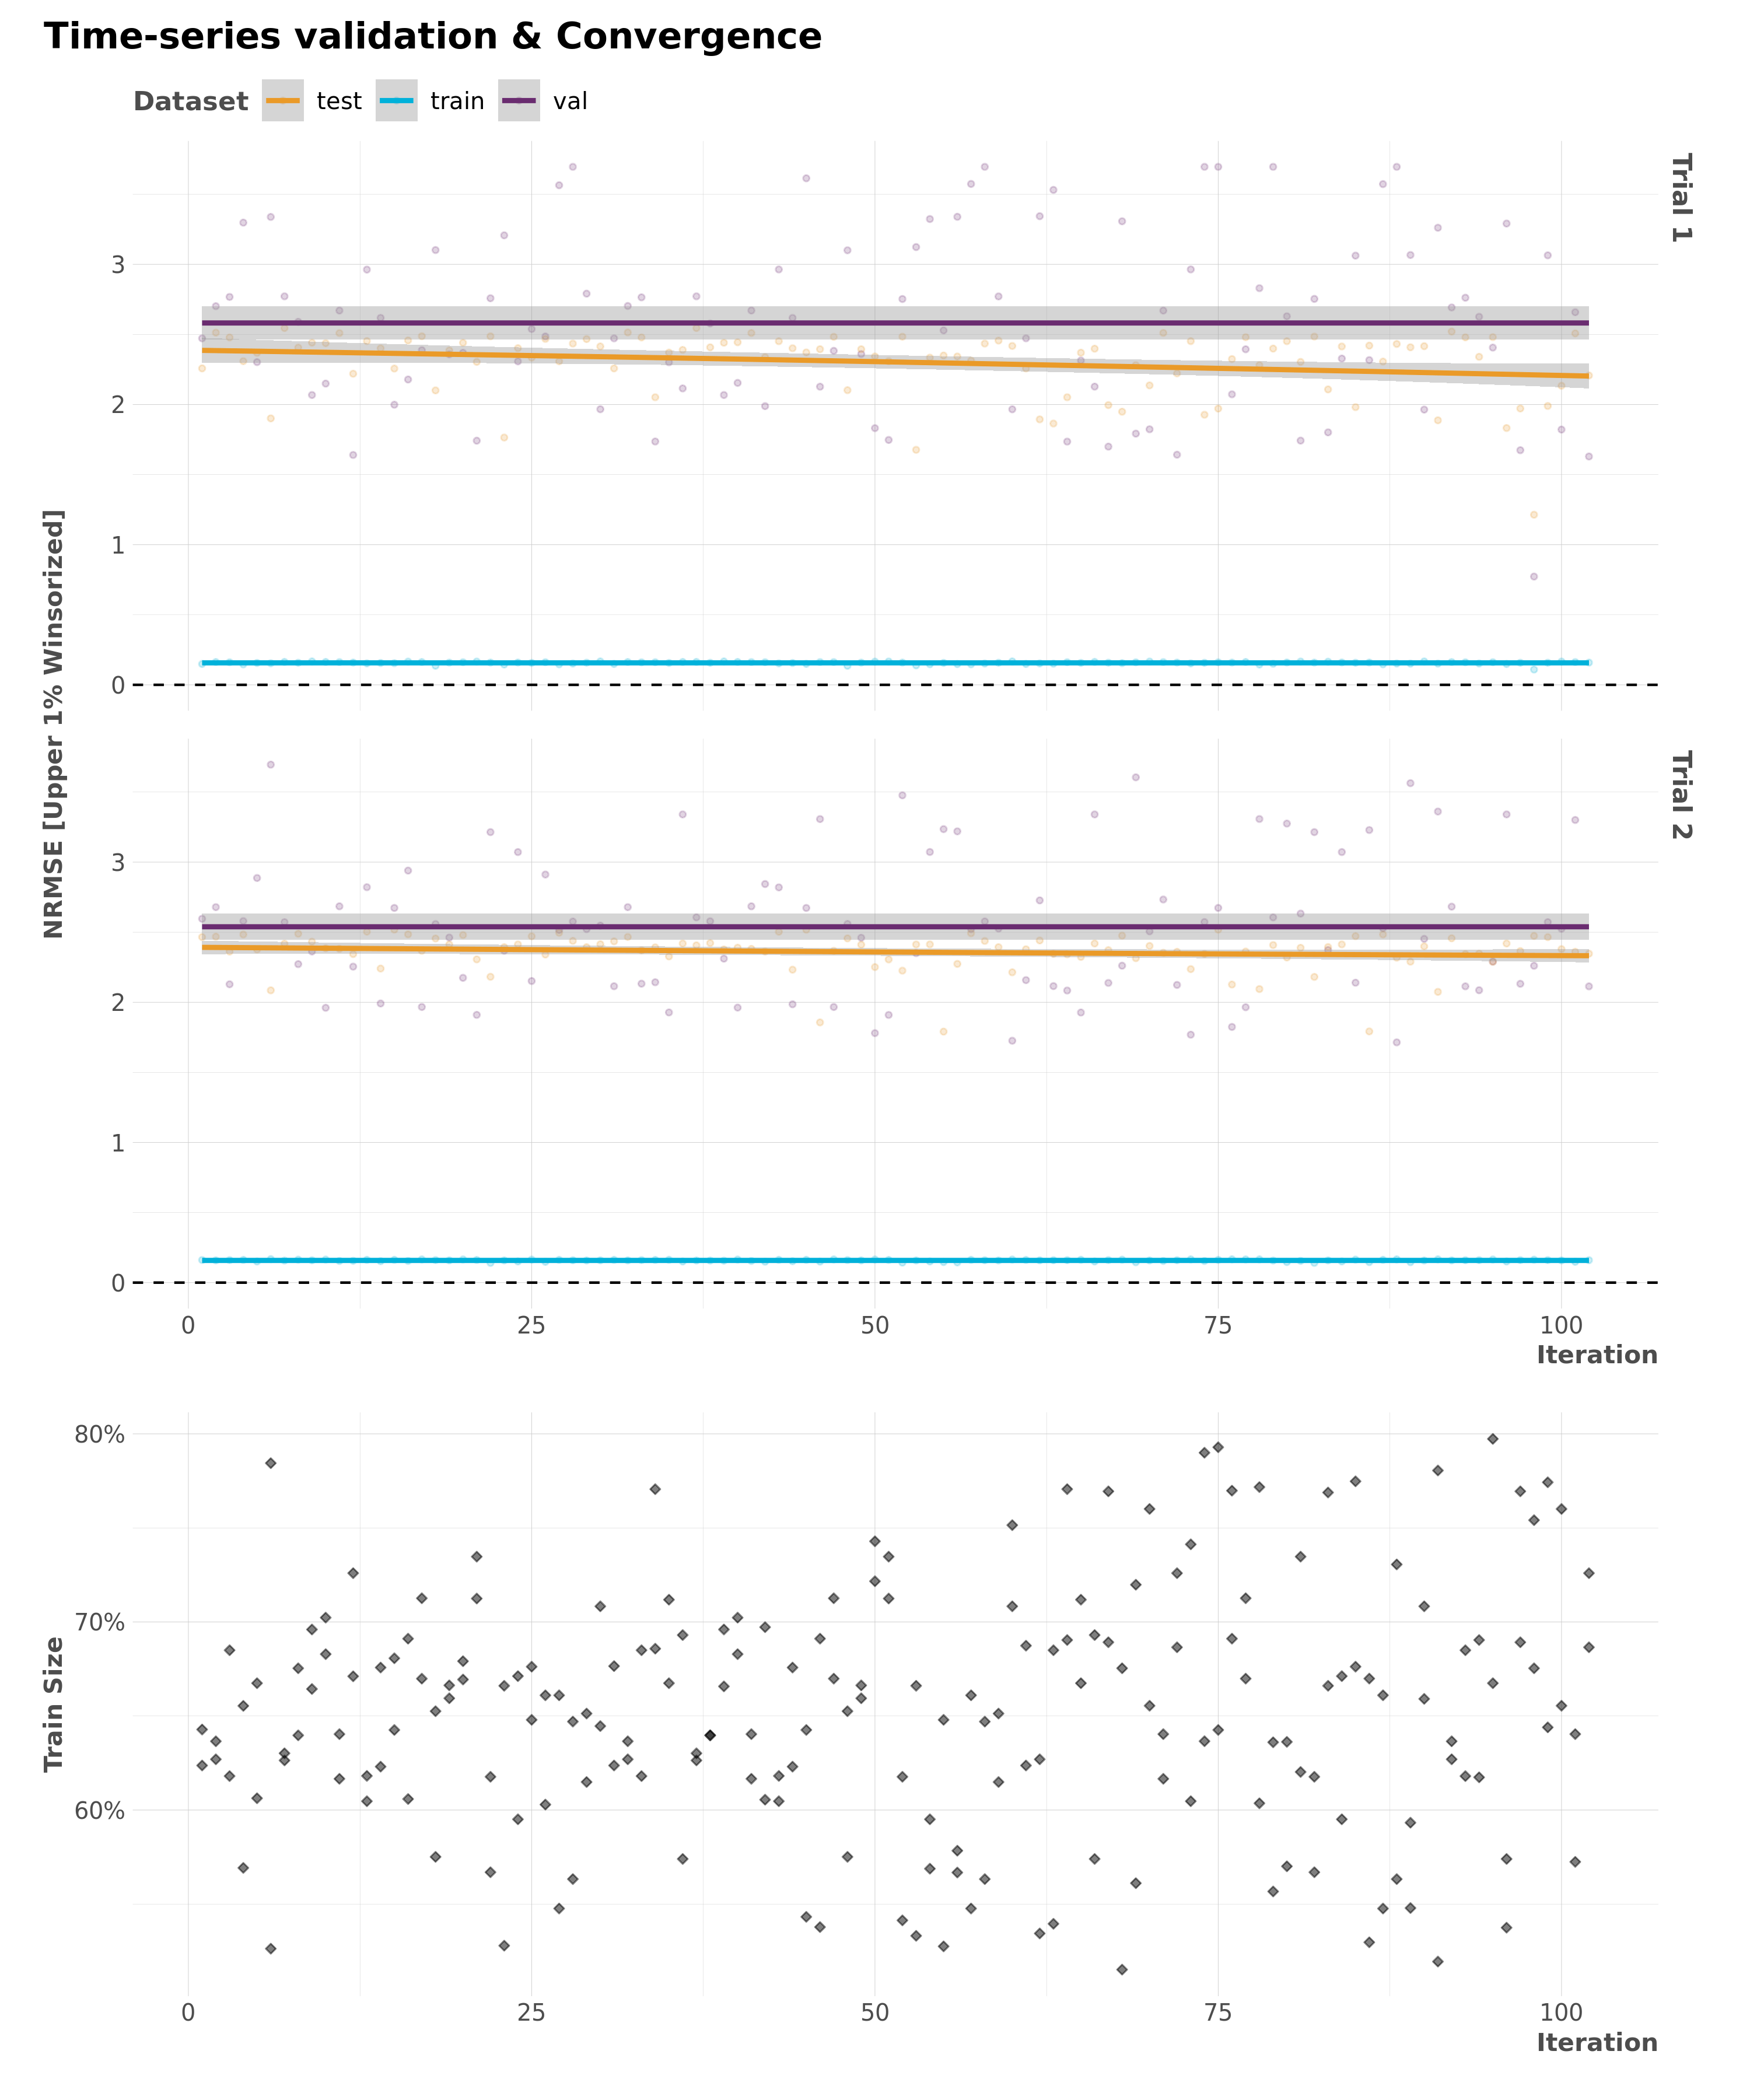 Time-series validation & Convergence
Dataset test train val
Trial 1
3
2
1
0
NRMSE [Upper 1% Winsorized]
Trial 2
3
2
1
0
0 25 50 75 100
Iteration
80%
70%
60%
Train Size
0 25 50 75 100
Iteration